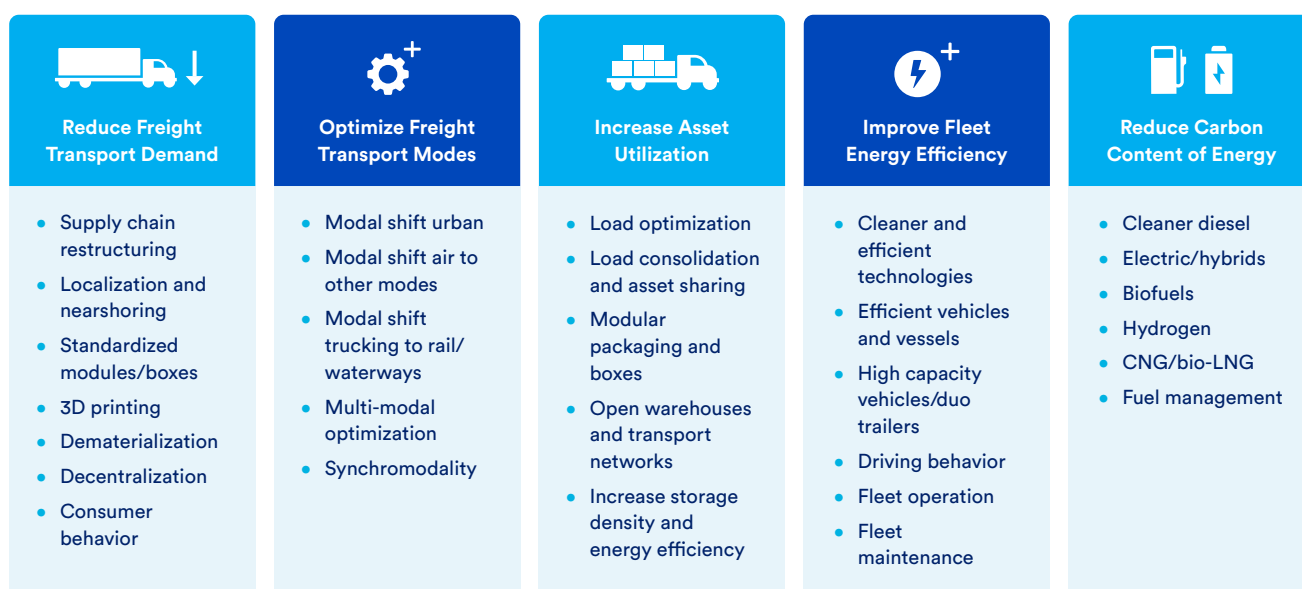 Reduce Freight
Transport Demand
• Supply chain
restructuring
• Localization and
nearshoring
• Standardized
modules/boxes
• 3D printing
• Dematerialization
• Decentralization
• Consumer
behavior
Optimize Freight
Transport Modes
• Modal shift urban
• Modal shift air to
other modes
• Modal shift
trucking to rail/
waterways
• Multi-modal
optimization
• Synchromodality
Increase Asset
Utilization
• Load optimization
• Load consolidation
and asset sharing
• Modular
packaging and
boxes
• Open warehouses
and transport
networks
• Increase storage
density and
energy efficiency
Improve Fleet
Energy Efficiency
• Cleaner and
efficient
technologies
• Efficient vehicles
and vessels
• High capacity
vehicles/duo
trailers
• Driving behavior
• Fleet operation
• Fleet
maintenance
Reduce Carbon
Content of Energy
• Cleaner diesel
• Electric/hybrids
• Biofuels
• Hydrogen
• CNG/bio-LNG
• Fuel management